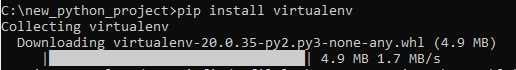 C:\new_python_project>pip install virtualenv
Collecting virtualenv
Downloading virtualenv-20.0.35-py2.py3-none-any.whl (4.9 MB)
|████████████████████████████████| 4.9 MB 1.7 MB/s